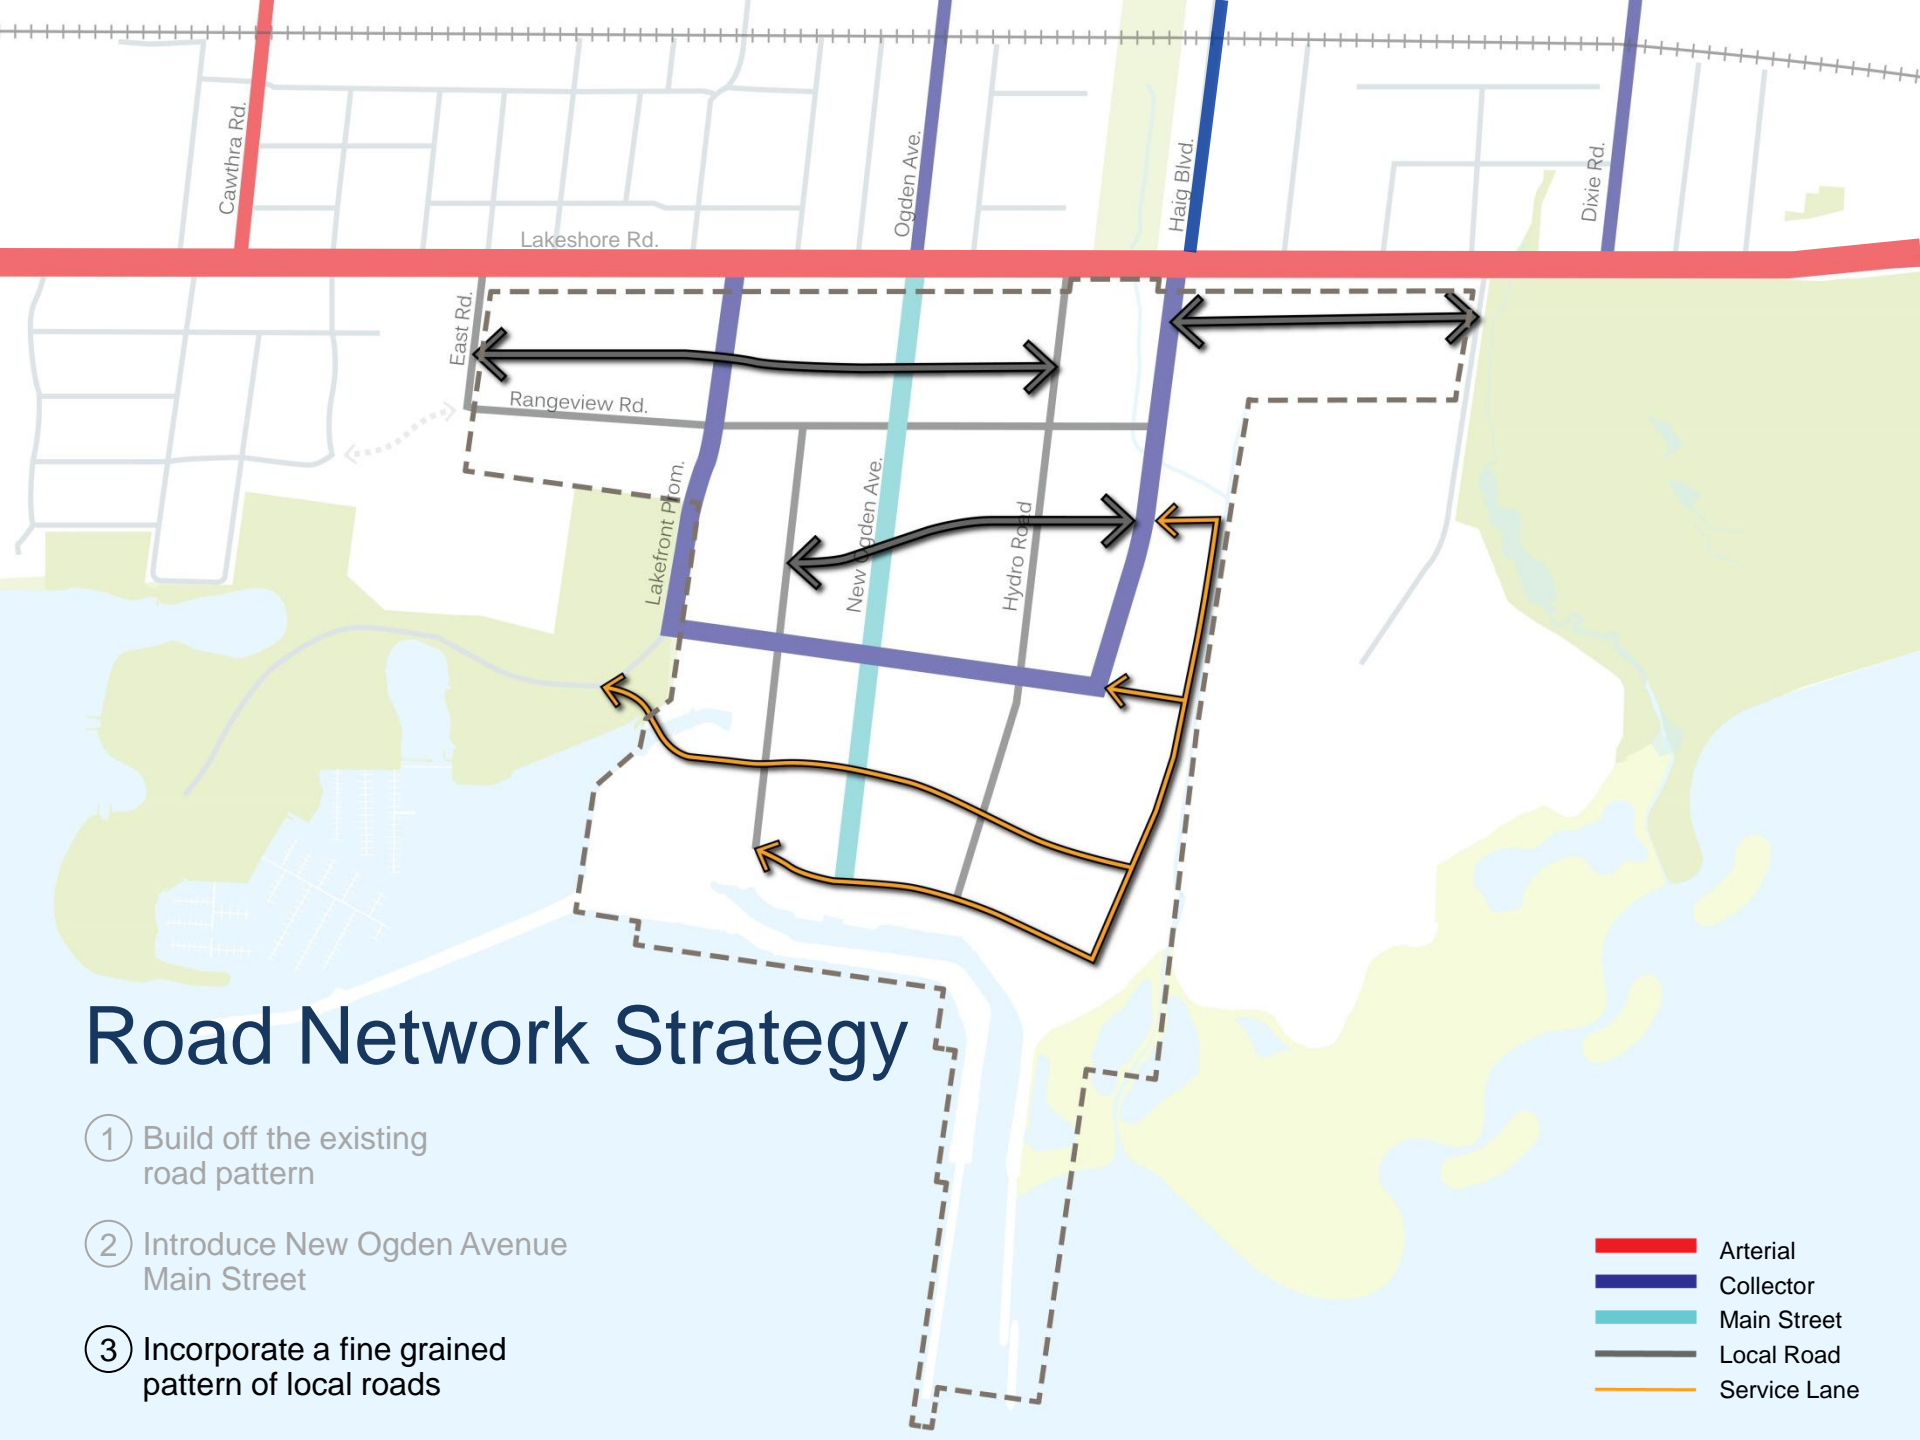 Cawthra Rd.
Ogden Ave.
Haig Blvd.
Dixie Rd.
Lakeshore Rd.
East Rd.
Rangeview Rd.
Lakefront Prom.
New Ogden Ave.
Hydro Road
Road Network Strategy
1 Build off the existing
road pattern
2 Introduce New Ogden Avenue
Main Street
3 Incorporate a fine grained
pattern of local roads
Arterial
Collector
Main Street
Local Road
Service Lane